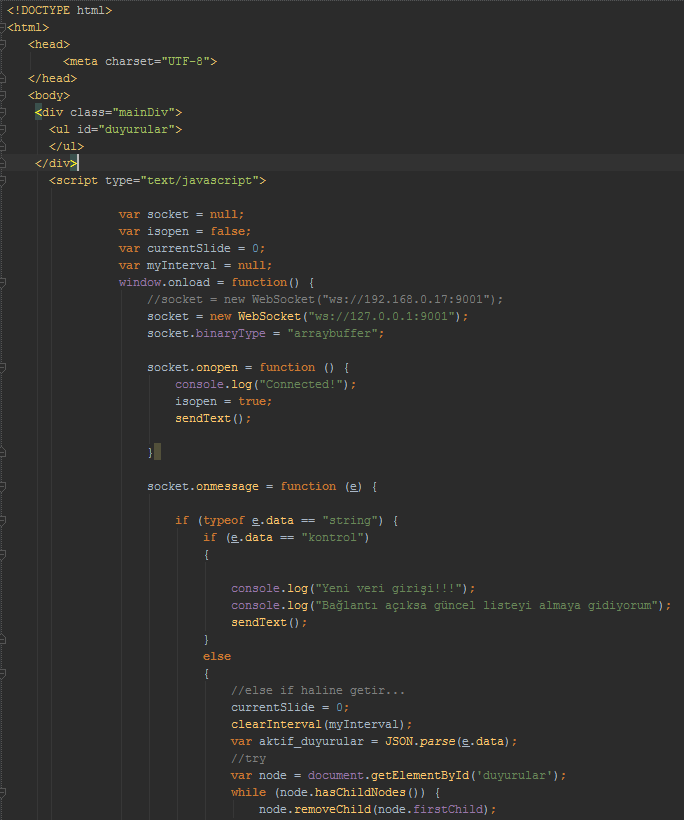 <!DOCTYPE html>
<html>
<head>
<meta charset="UTF-8">
</head>
<body>
<div class="mainDiv">
<ul id="duyurular">
</ul>
</div>
<script type="text/javascript">
var socket = null;
var isopen = false;
var currentSlide = 0;
var myInterval = null;
window.onload = function() {
//socket = new WebSocket("ws://192.168.0.17:9001");
socket = new WebSocket("ws://127.0.0.1:9001");
socket.binaryType = "arraybuffer";
socket.onopen = function () {
console.log("Connected!");
isopen = true;
sendText();
}
socket.onmessage = function (e) {
if (typeof e.data == "string") {
if (e.data == "kontrol")
{
console.log("Yeni veri girişi!!!");
console.log("Bağlantı açıksa güncel listeyi almaya gidiyorum");
sendText();
}
else
{
//else if haline getir...
currentSlide = 0;
clearInterval(myInterval);
var aktif_duyurular = JSON.parse(e.data);
//try
var node = document.getElementById('duyurular');
while (node.hasChildNodes()) {
node.removeChild(node.firstChild);